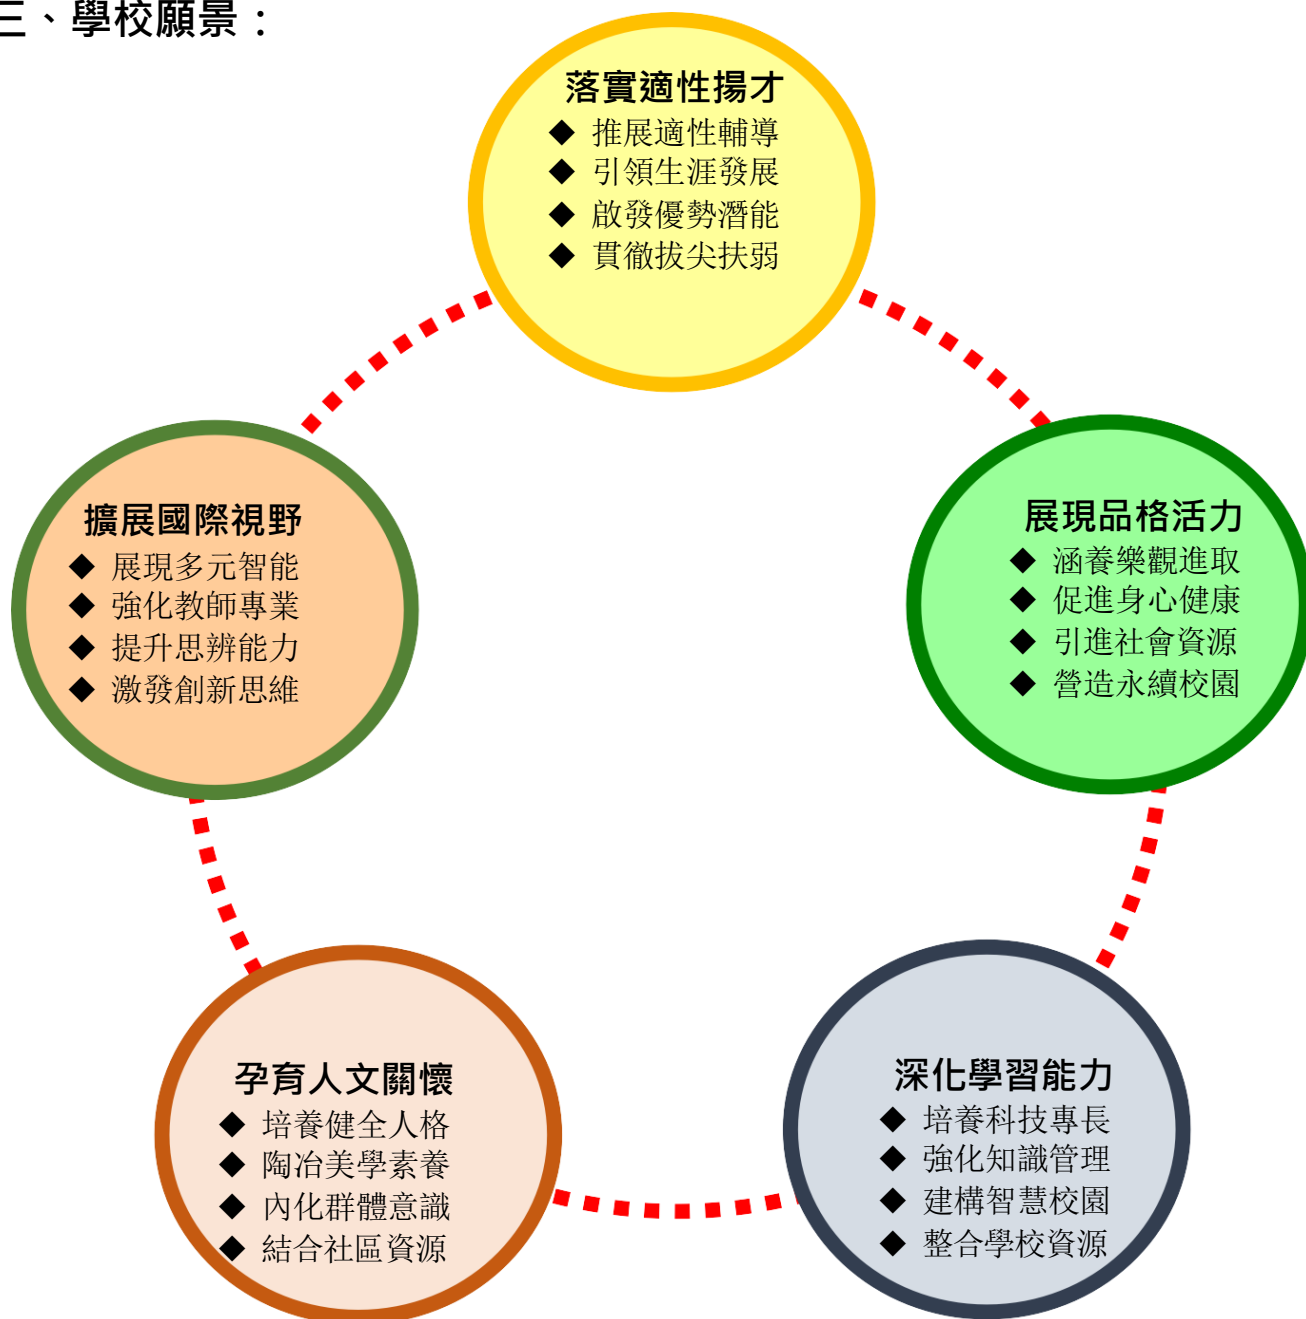 三、學校願景：
落實適性揚才
◆ 推展適性輔導
◆ 引領生涯發展
◆ 啟發優勢潛能
◆ 貫徹拔尖扶弱
擴展國際視野
◆ 展現多元智能
◆ 強化教師專業
◆ 提升思辨能力
◆ 激發創新思維
展現品格活力
◆ 涵養樂觀進取
◆ 促進身心健康
◆ 引進社會資源
◆ 營造永續校園
孕育人文關懷
◆ 培養健全人格
◆ 陶冶美學素養
◆ 內化群體意識
◆ 結合社區資源
深化學習能力
◆ 培養科技專長
◆ 強化知識管理
◆ 建構智慧校園
◆ 整合學校資源